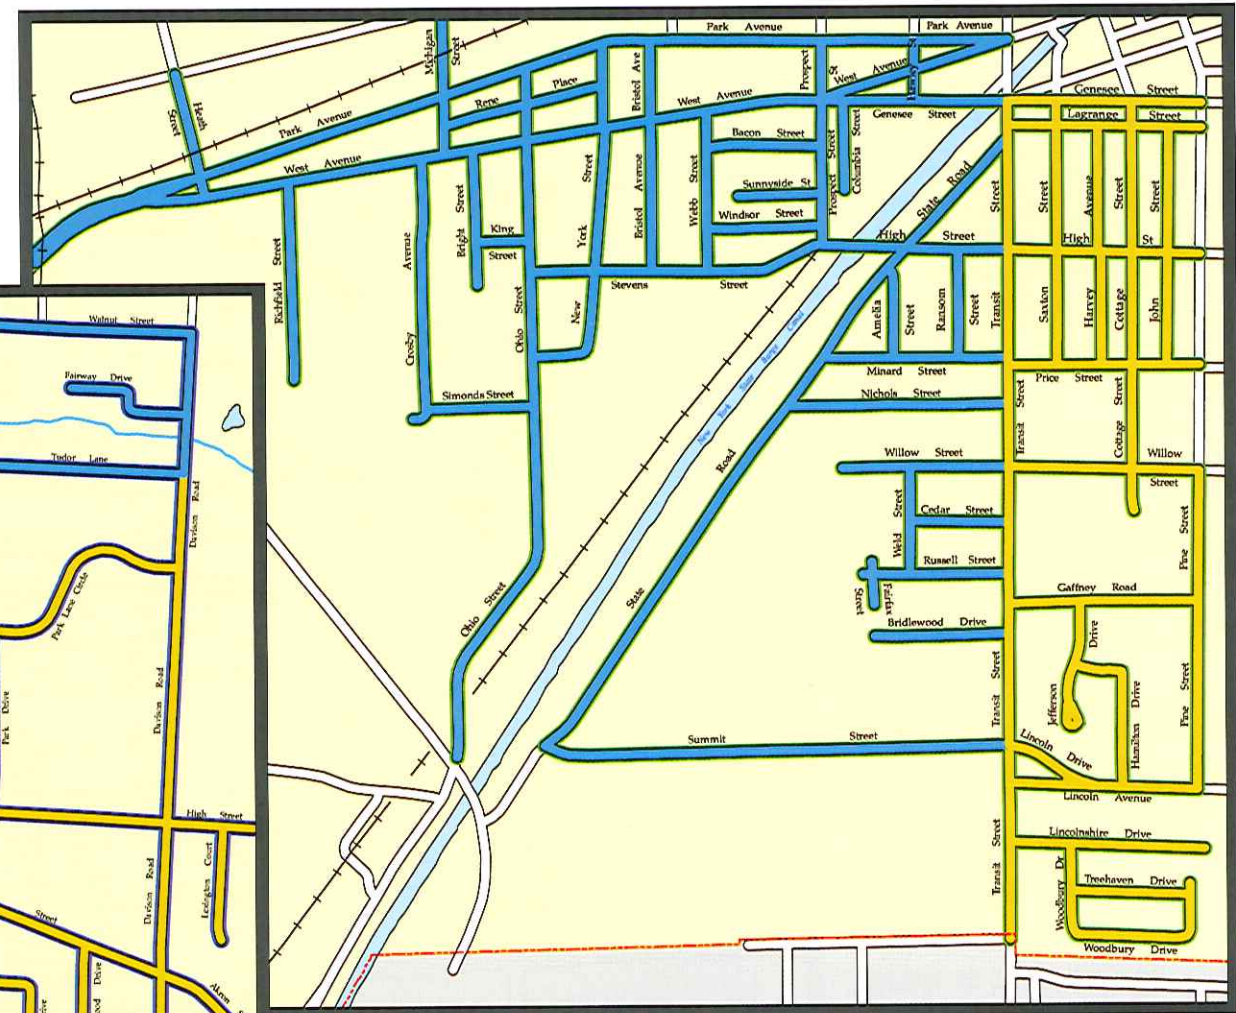 Park Avenue
Park Avenue
Michigan
Street
Bristol Ave
Prospect
St
West Avenue
Heath
Street
Rene Place
West Avenue
Genesee Street
Genesee Street
Lagrange Street
Park Avenue
Bacon Street
Columbia Street
West Avenue
Sunnyside St
Prospect Street
State Road
Bright Street
York Street
Bristol Avenue
Webb Street
Windsor Street
Transit Street
Saxton Street
Harvey Avenue
Cottage Street
John Street
King
Street
High Street
High St
Richfield Street
Crosby Avenue
Ohio Street
New
Stevens Street
Amelia
Street
Ransom
Street
New York State Barge Canal
Walnut Street
Minard Street
Price Street
Fairway Drive
Simonds Street
Nichols Street
Transit Street
Cottage Street
Tudor Lane
Road
Willow Street
Willow
Street
Davison Road
Weld Street
Cedar Street
Pine Street
Park Lane Circle
Russell Street
Fairfax
Street
Gaffney Road
Ohio Street
State
Bridlewood Drive
Drive
Jefferson
Park Drive
Davison Road
Transit Street
Hamilton Drive
Pine Street
Summit Street
Lincoln Drive
Lincoln Avenue
High Street
Lexington Court
Davison Road
Transit Street
Lincolnshire Drive
Woodbury Dr
Treehaven Drive
Woodbury Drive
Street
ood Drive
Akron
ive